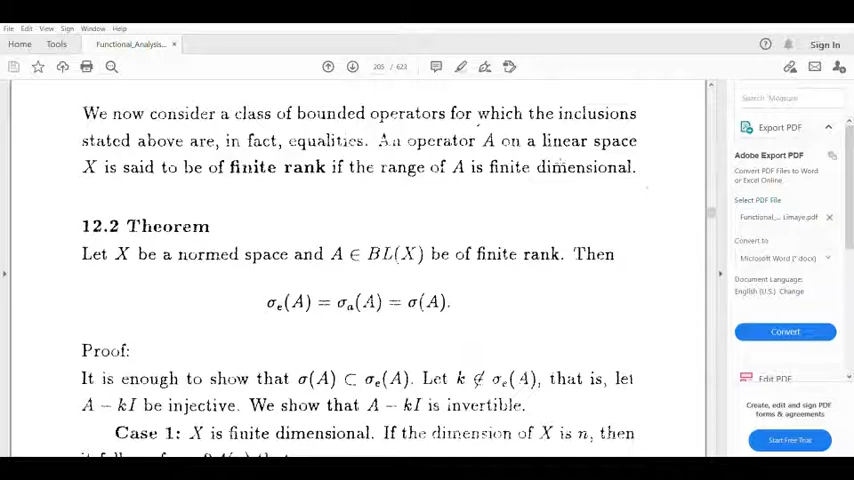 File Edit View Sign Window Help
Home Tools Functional_Analysis... × Sign In
205 / 623
We now consider a class of bounded operators for which the inclusions
stated above are, in fact, equalities. An operator A on a linear space
X is said to be of finite rank if the range of A is finite dimensional.
12.2 Theorem
Let X be a normed space and A ∈ BL(X) be of finite rank. Then
σₑ(A) = σₐ(A) = σ(A).
Proof:
It is enough to show that σ(A) ⊂ σₑ(A). Let k ∉ σₑ(A), that is, let
A − kI be injective. We show that A − kI is invertible.
Case 1: X is finite dimensional. If the dimension of X is n, then
Search 'Measure
Export PDF
Adobe Export PDF
Convert PDF Files to Word
or Excel Online
Select PDF File
Functional_... Limaye.pdf ×
Convert to
Microsoft Word (*.docx)
Document Language:
English (U.S.) Change
Convert
Edit PDF
Create, edit and sign PDF
forms & agreements
Start Free Trial